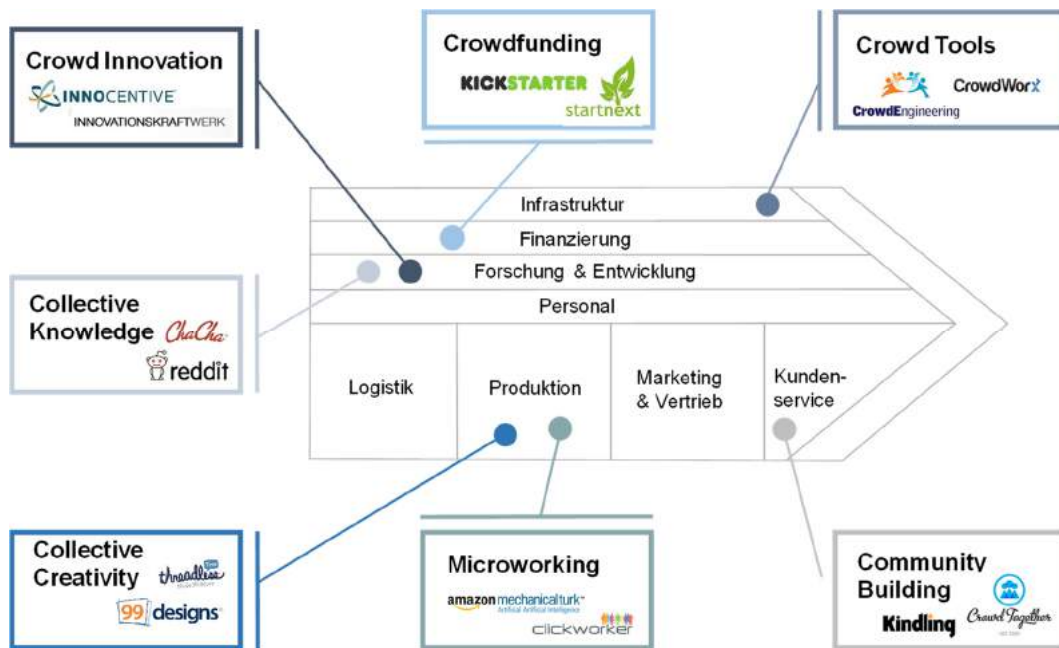 Crowd Innovation
INNOCENTIVE
INNOVATIONSKRAFTWERK
Crowdfunding
KICKSTARTER
startnext
Crowd Tools
CrowdEngineering
CrowdWorx
Infrastruktur
Finanzierung
Forschung & Entwicklung
Personal
Collective
Knowledge
ChaCha
reddit
Logistik
Produktion
Marketing
& Vertrieb
Kunden-
service
Collective
Creativity
threadless
99designs
Microworking
amazon mechanical turk
Artificial Artificial Intelligence
clickworker
Community
Building
Kindling
Crowd Together